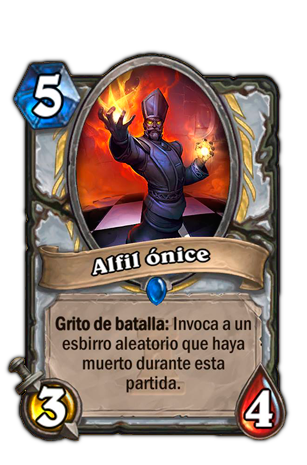 5
Alfil ónice
Grito de batalla: Invoca a un
esbirro aleatorio que haya
muerto durante esta
partida.
3
4